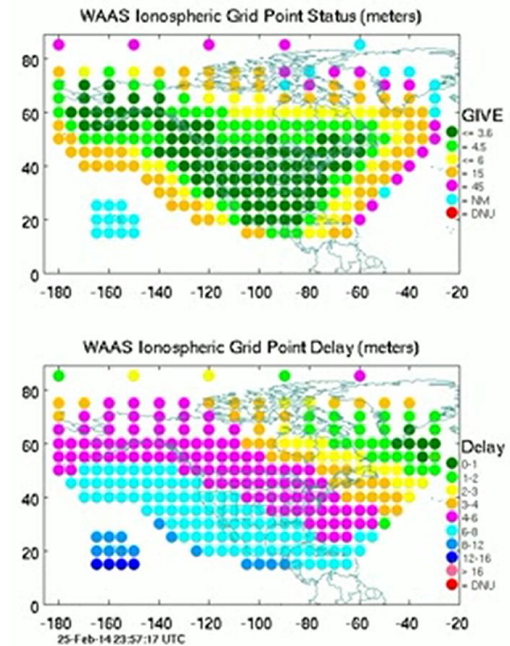 WAAS Ionospheric Grid Point Status (meters)
80
60
40
20
0
-180 -160 -140 -120 -100 -80 -60 -40 -20
GIVE
<= 3.6
= 4.5
<= 6
= 15
= 45
= NM
= DNU
WAAS Ionospheric Grid Point Delay (meters)
80
60
40
20
0
-180 -160 -140 -120 -100 -80 -60 -40 -20
Delay
0-1
1-2
2-3
3-4
4-6
6-8
8-12
12-16
> 16
= DNU
25-Feb-14 23:57:17 UTC